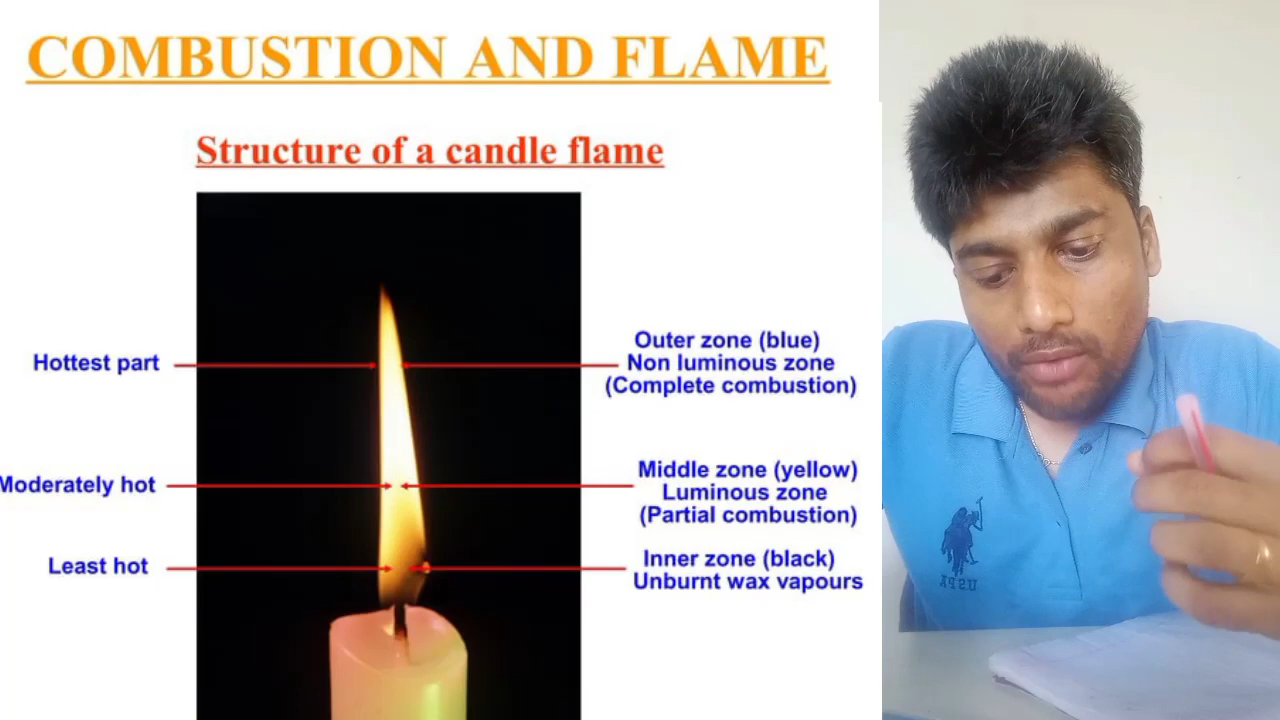 COMBUSTION AND FLAME
Structure of a candle flame
Hottest part
Outer zone (blue)
Non luminous zone
(Complete combustion)
Moderately hot
Middle zone (yellow)
Luminous zone
(Partial combustion)
Least hot
Inner zone (black)
Unburnt wax vapours
USPA